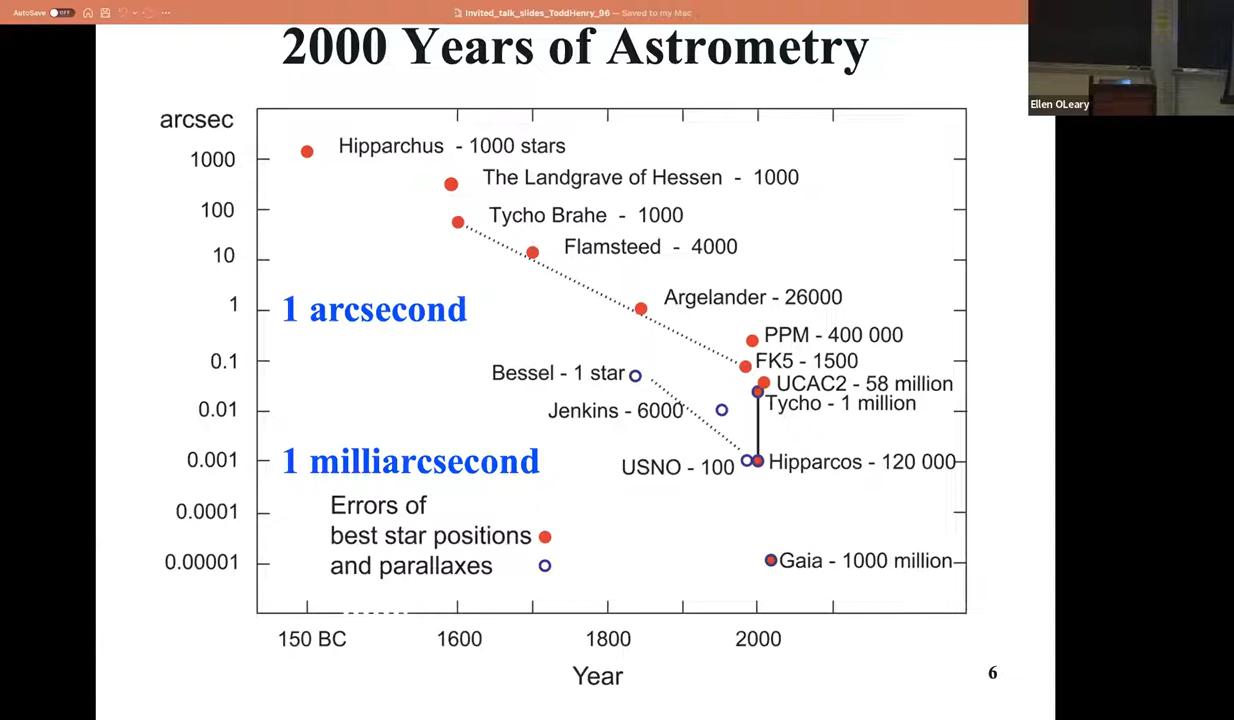 AutoSave OFF
Invited_talk_slides_ToddHenry_96 — Saved to my Mac
Ellen OLeary
2000 Years of Astrometry
arcsec
1000
100
10
1
0.1
0.01
0.001
0.0001
0.00001
Hipparchus - 1000 stars
The Landgrave of Hessen - 1000
Tycho Brahe - 1000
Flamsteed - 4000
1 arcsecond
Argelander - 26000
PPM - 400 000
FK5 - 1500
Bessel - 1 star
UCAC2 - 58 million
Tycho - 1 million
Jenkins - 6000
1 milliarcsecond
USNO - 100
Hipparcos - 120 000
Errors of
best star positions
and parallaxes
Gaia - 1000 million
150 BC
1600
1800
2000
Year
6